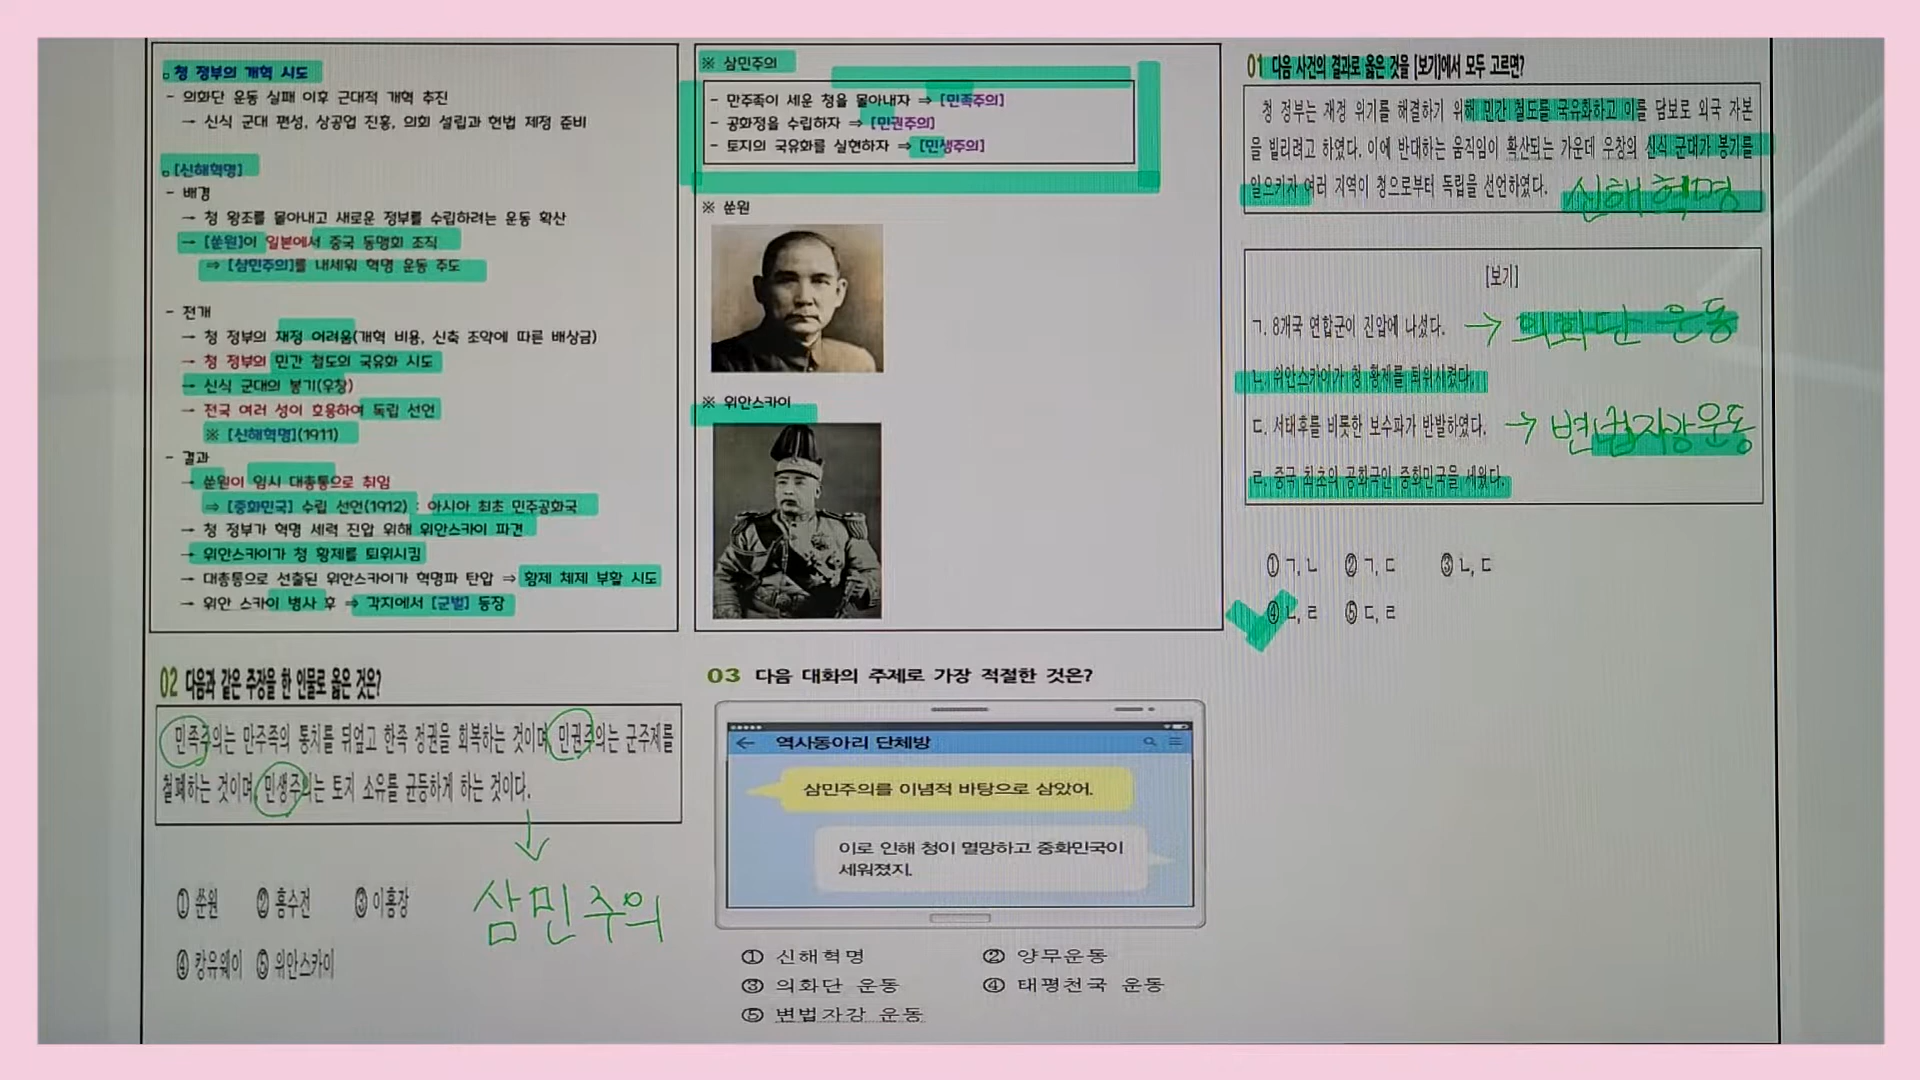 청 정부의 개혁 시도
- 의화단 운동 실패 이후 근대적 개혁 추진
→ 신식 군대 편성, 상공업 진흥, 의회 설립과 헌법 제정 준비
[신해혁명]
- 배경
→ 청 왕조를 몰아내고 새로운 정부를 수립하려는 운동 확산
→ [쑨원]이 일본에서 중국 동맹회 조직
⇒ [삼민주의]를 내세워 혁명 운동 주도
- 전개
→ 청 정부의 재정 어려움(개혁 비용, 신축 조약에 따른 배상금)
→ 청 정부의 민간 철도의 국유화 시도
→ 신식 군대의 봉기(우창)
→ 전국 여러 성이 호응하여 독립 선언
※ [신해혁명](1911)
- 결과
→ 쑨원이 임시 대총통으로 취임
⇒ [중화민국] 수립 선언(1912) : 아시아 최초 민주공화국
→ 청 정부가 혁명 세력 진압 위해 위안스카이 파견
→ 위안스카이가 청 황제를 퇴위시킴
→ 대총통으로 선출된 위안스카이가 혁명파 탄압 ⇒ 황제 체제 부활 시도
→ 위안 스카이 병사 후 ⇒ 각지에서 [군벌] 등장
※ 삼민주의
- 만주족이 세운 청을 몰아내자 ⇒ [민족주의]
- 공화정을 수립하자 ⇒ [민권주의]
- 토지의 국유화를 실현하자 ⇒ [민생주의]
※ 쑨원
※ 위안스카이
01 다음 사건의 결과로 옳은 것을 [보기]에서 모두 고르면?
청 정부는 재정 위기를 해결하기 위해 민간 철도를 국유화하고 이를 담보로 외국 자본
을 빌리려고 하였다. 이에 반대하는 움직임이 확산되는 가운데 우창의 신식 군대가 봉기를
일으키자 여러 지역이 청으로부터 독립을 선언하였다. 신해혁명
[보기]
ㄱ. 8개국 연합군이 진압에 나섰다. → 의화단 운동
ㄴ. 위안스카이가 청 황제를 퇴위시켰다.
ㄷ. 서태후를 비롯한 보수파가 반발하였다. → 변법자강운동
ㄹ. 중국 최초의 공화국인 중화민국을 세웠다.
① ㄱ, ㄴ ② ㄱ, ㄷ ③ ㄴ, ㄷ
④ ㄴ, ㄹ ⑤ ㄷ, ㄹ
02 다음과 같은 주장을 한 인물로 옳은 것은?
민족주의는 만주족의 통치를 뒤엎고 한족 정권을 회복하는 것이며, 민권주의는 군주제를
철폐하는 것이며, 민생주의는 토지 소유를 균등하게 하는 것이다.
↓
삼민주의
① 쑨원 ② 홍수전 ③ 이홍장
④ 캉유웨이 ⑤ 위안스카이
03 다음 대화의 주제로 가장 적절한 것은?
← 역사동아리 단체방
삼민주의를 이념적 바탕으로 삼았어.
이로 인해 청이 멸망하고 중화민국이
세워졌지.
① 신해혁명 ② 양무운동
③ 의화단 운동 ④ 태평천국 운동
⑤ 변법자강 운동